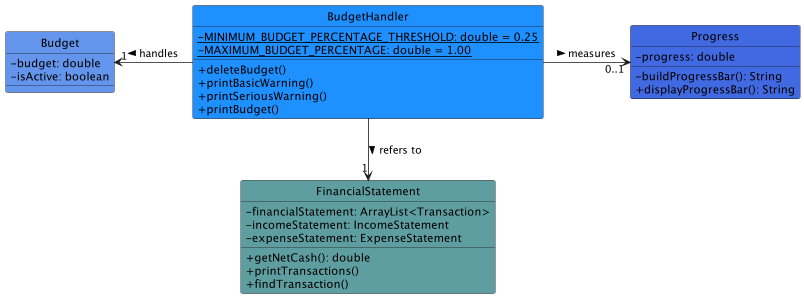 BudgetHandler
-MINIMUM_BUDGET_PERCENTAGE_THRESHOLD: double = 0.25
-MAXIMUM_BUDGET_PERCENTAGE: double = 1.00
+deleteBudget()
+printBasicWarning()
+printSeriousWarning()
+printBudget()
Budget
-budget: double
-isActive: boolean
1
handles
measures
0..1
Progress
-progress: double
-buildProgressBar(): String
+displayProgressBar(): String
refers to
1
FinancialStatement
-financialStatement: ArrayList<Transaction>
-incomeStatement: IncomeStatement
-expenseStatement: ExpenseStatement
+getNetCash(): double
+printTransactions()
+findTransaction()